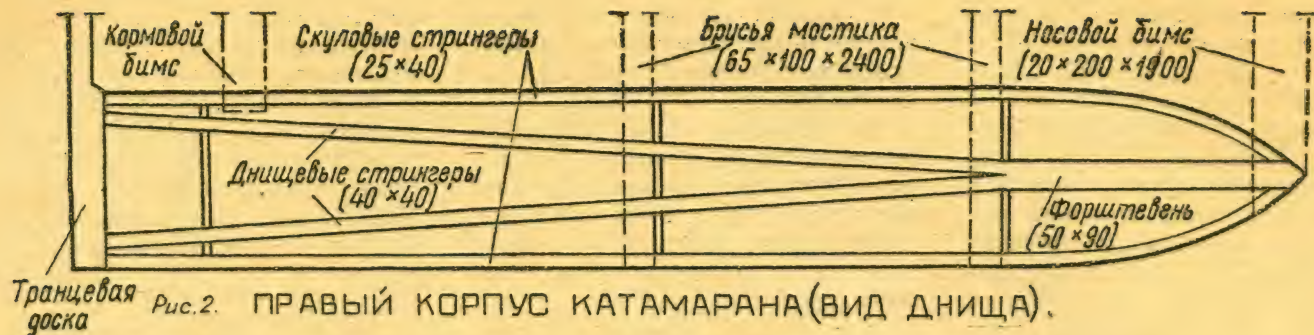 Кормовой
бимс
Скуловые стрингеры
(25×40)
Брусья мостика
(65×100×2400)
Носовой бимс
(20×200×1900)
Днищевые стрингеры
(40×40)
Форштевень
(50×90)
Транцевая
доска
Рис.2. ПРАВЫЙ КОРПУС КАТАМАРАНА(ВИД ДНИЩА).